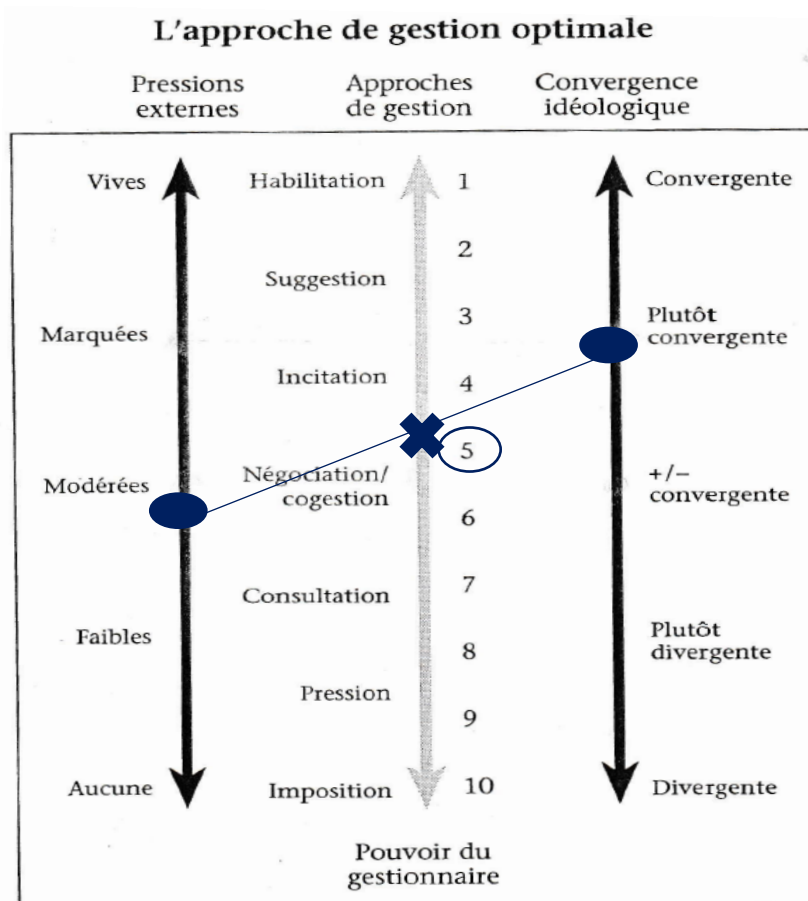 L'approche de gestion optimale
Pressions
externes
Approches
de gestion
Convergence
idéologique
Vives
Habilitation
1
Convergente
2
Suggestion
3
Plutôt
convergente
Marquées
Incitation
4
5
Modérées
Négociation/
cogestion
+/–
convergente
6
7
Consultation
Faibles
Plutôt
divergente
8
Pression
9
Aucune
Imposition
10
Divergente
Pouvoir du
gestionnaire